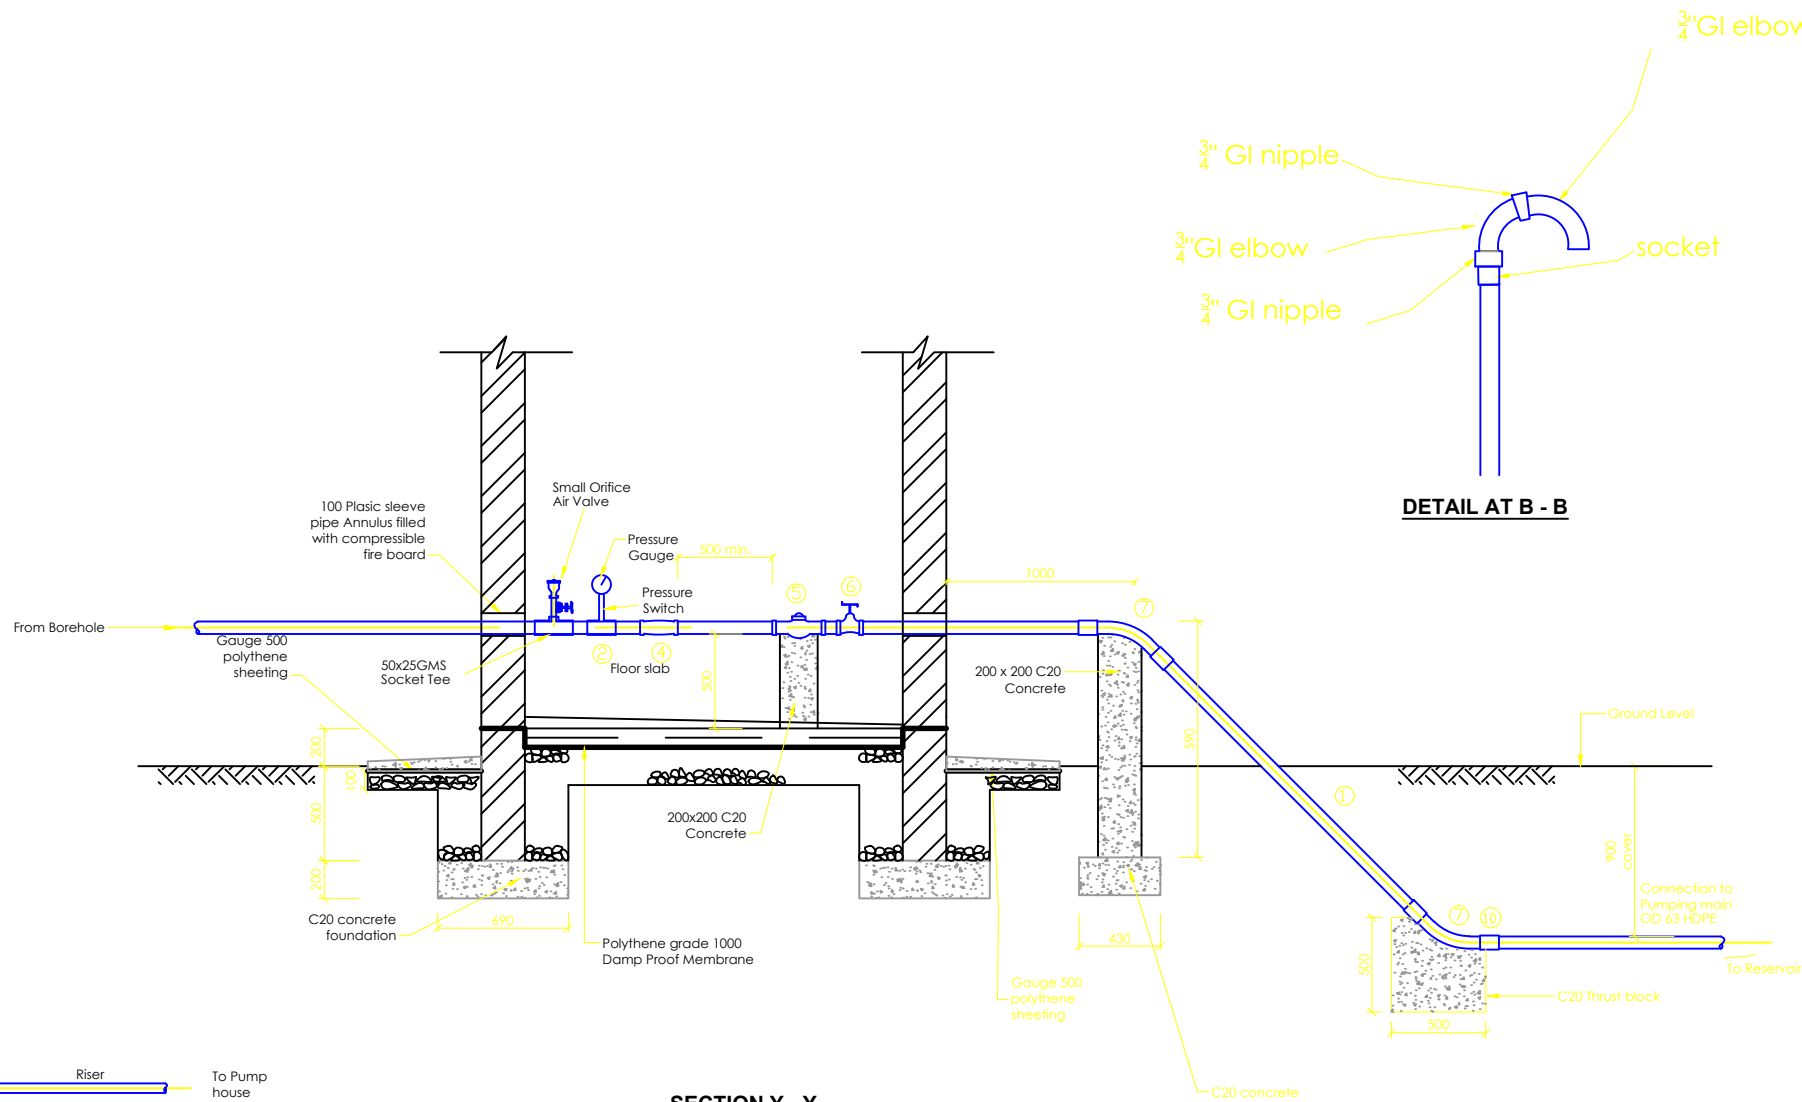 3/4"GI elbow
3/4" GI nipple
3/4"GI elbow
socket
3/4" GI nipple
DETAIL AT B - B
100 Plasic sleeve
pipe Annulus filled
with compressible
fire board
Small Orifice
Air Valve
Pressure
Gauge
500 min.
Pressure
Switch
5
6
1000
7
From Borehole
Gauge 500
polythene
sheeting
50x25GMS
Socket Tee
2
4
Floor slab
500
200 x 200 C20
Concrete
590
Ground Level
200
100
500
200
1
200x200 C20
Concrete
900
cover
C20 concrete
foundation
690
Polythene grade 1000
Damp Proof Membrane
430
Connection to
Pumping main
OD 63 HDPE
7
10
To Reservoir
Gauge 500
polythene
sheeting
500
C20 Thrust block
500
Riser
To Pump
house
C20 concrete